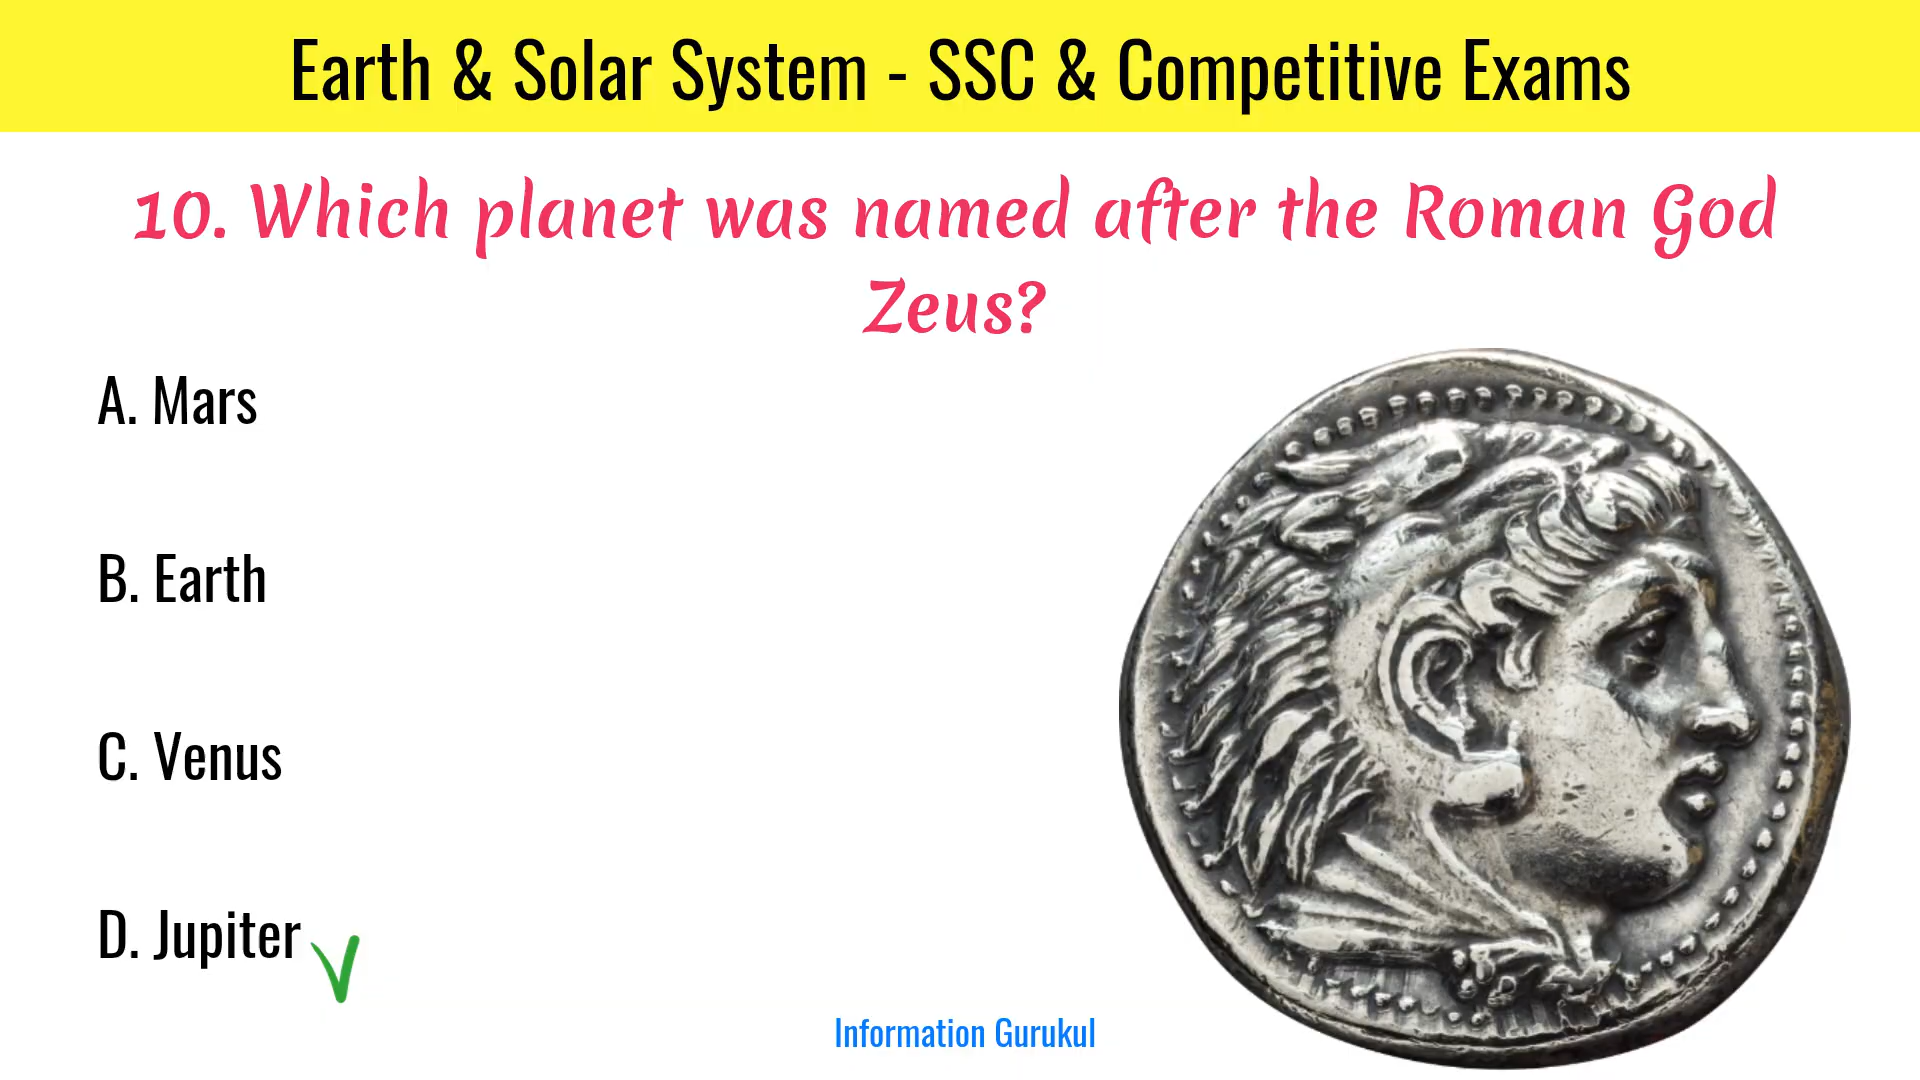 Earth & Solar System - SSC & Competitive Exams
10. Which planet was named after the Roman God
Zeus?
A. Mars
B. Earth
C. Venus
D. Jupiter
Information Gurukul